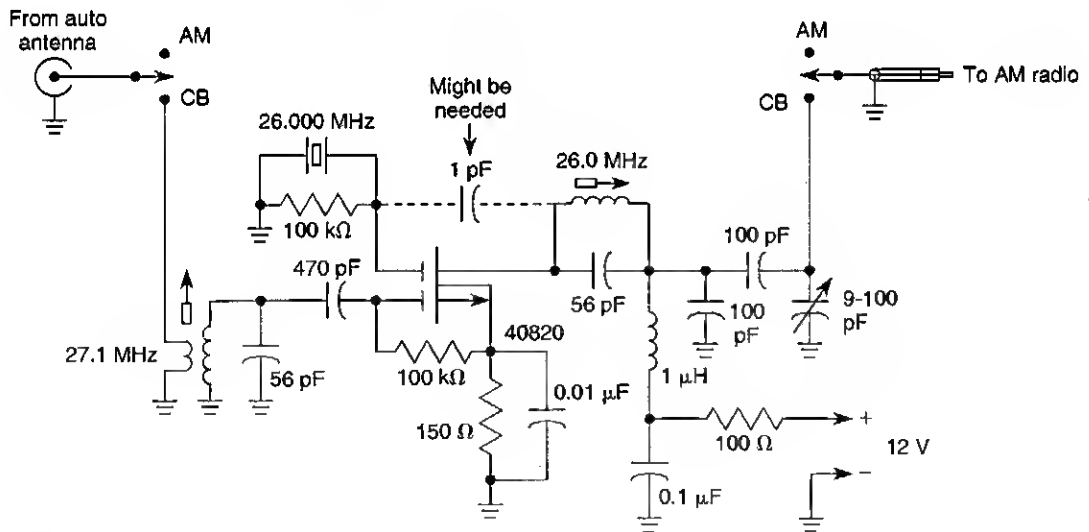 From auto
antenna
AM
CB
AM
CB
To AM radio
Might be
needed
26.000 MHz
1 pF
26.0 MHz
100 kΩ
100 pF
470 pF
56 pF
100
pF
9-100
pF
27.1 MHz
56 pF
40820
100 kΩ
0.01 μF
1 μH
150 Ω
100 Ω
+
12 V
−
0.1 μF